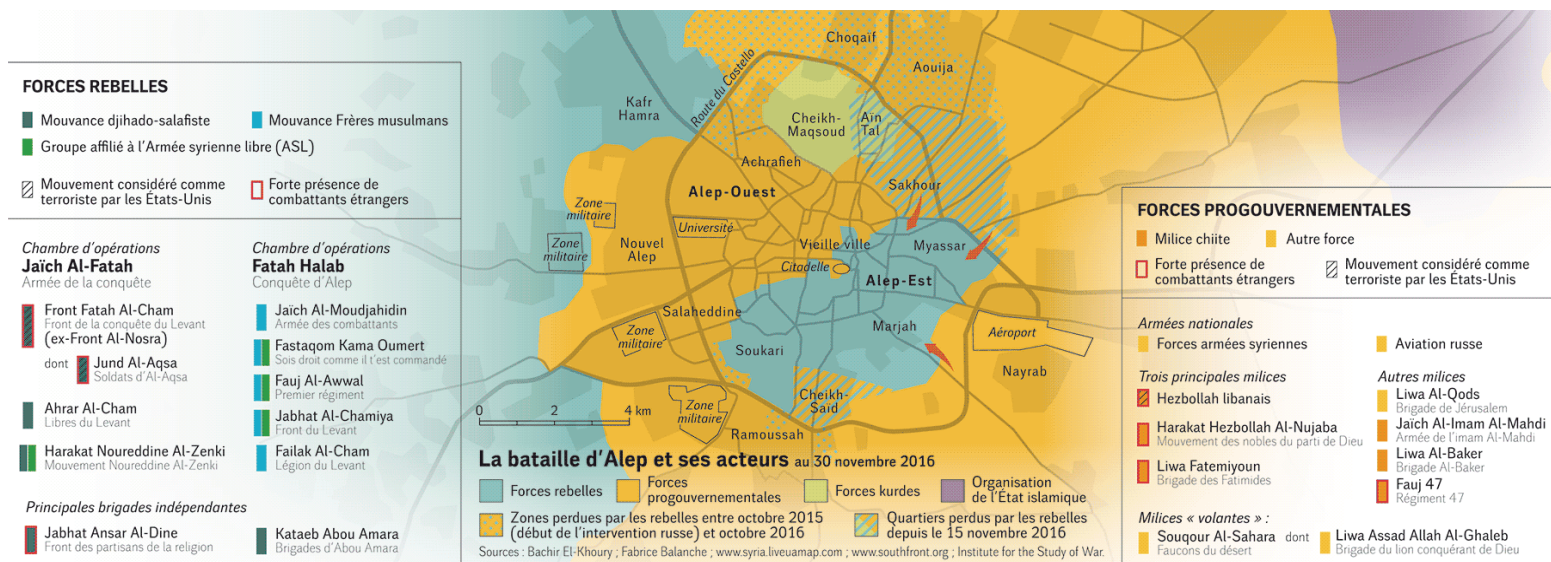 FORCES REBELLES
Mouvance djihado-salafiste
Mouvance Frères musulmans
Groupe affilié à l'Armée syrienne libre (ASL)
Mouvement considéré comme
terroriste par les États-Unis
Forte présence de
combattants étrangers
Chambre d'opérations
Jaïch Al-Fatah
Armée de la conquête
Front Fatah Al-Cham
Front de la conquête du Levant
(ex-Front Al-Nosra)
dont
Jund Al-Aqsa
Soldats d'Al-Aqsa
Ahrar Al-Cham
Libres du Levant
Harakat Noureddine Al-Zenki
Mouvement Noureddine Al-Zenki
Chambre d'opérations
Fatah Halab
Conquête d'Alep
Jaïch Al-Moudjahidin
Armée des combattants
Fastaqom Kama Oumert
Sois droit comme il t'est commandé
Fauj Al-Awwal
Premier régiment
Jabhat Al-Chamiya
Front du Levant
Failak Al-Cham
Légion du Levant
Principales brigades indépendantes
Jabhat Ansar Al-Dine
Front des partisans de la religion
Kataeb Abou Amara
Brigades d'Abou Amara
Choqaïf
Aouija
Route du Castello
Kafr
Hamra
Cheikh-
Maqsoud
Aïn
Tal
Achrafieh
Alep-Ouest
Sakhour
Zone
militaire
Zone
militaire
Université
Nouvel
Alep
Vieille ville
Myassar
Citadelle
Alep-Est
Salaheddine
Zone
militaire
Marjah
Aéroport
Soukari
Nayrab
Cheikh-
Saïd
Zone
militaire
Ramoussah
0 2 4 km
La bataille d'Alep et ses acteurs au 30 novembre 2016
Forces rebelles
Forces
progouvernementales
Forces kurdes
Organisation
de l'État islamique
Zones perdues par les rebelles entre octobre 2015
(début de l'intervention russe) et octobre 2016
Quartiers perdus par les rebelles
depuis le 15 novembre 2016
Sources : Bachir El-Khoury ; Fabrice Balanche ; www.syria.liveuamap.com ; www.southfront.org ; Institute for the Study of War.
FORCES PROGOUVERNEMENTALES
Milice chiite
Autre force
Forte présence de
combattants étrangers
Mouvement considéré comme
terroriste par les États-Unis
Armées nationales
Forces armées syriennes
Aviation russe
Trois principales milices
Hezbollah libanais
Harakat Hezbollah Al-Nujaba
Mouvement des nobles du parti de Dieu
Liwa Fatemiyoun
Brigade des Fatimides
Autres milices
Liwa Al-Qods
Brigade de Jérusalem
Jaïch Al-Imam Al-Mahdi
Armée de l'imam Al-Mahdi
Liwa Al-Baker
Brigade Al-Baker
Fauj 47
Régiment 47
Milices « volantes » :
Souqour Al-Sahara dont
Faucons du désert
Liwa Assad Allah Al-Ghaleb
Brigade du lion conquérant de Dieu